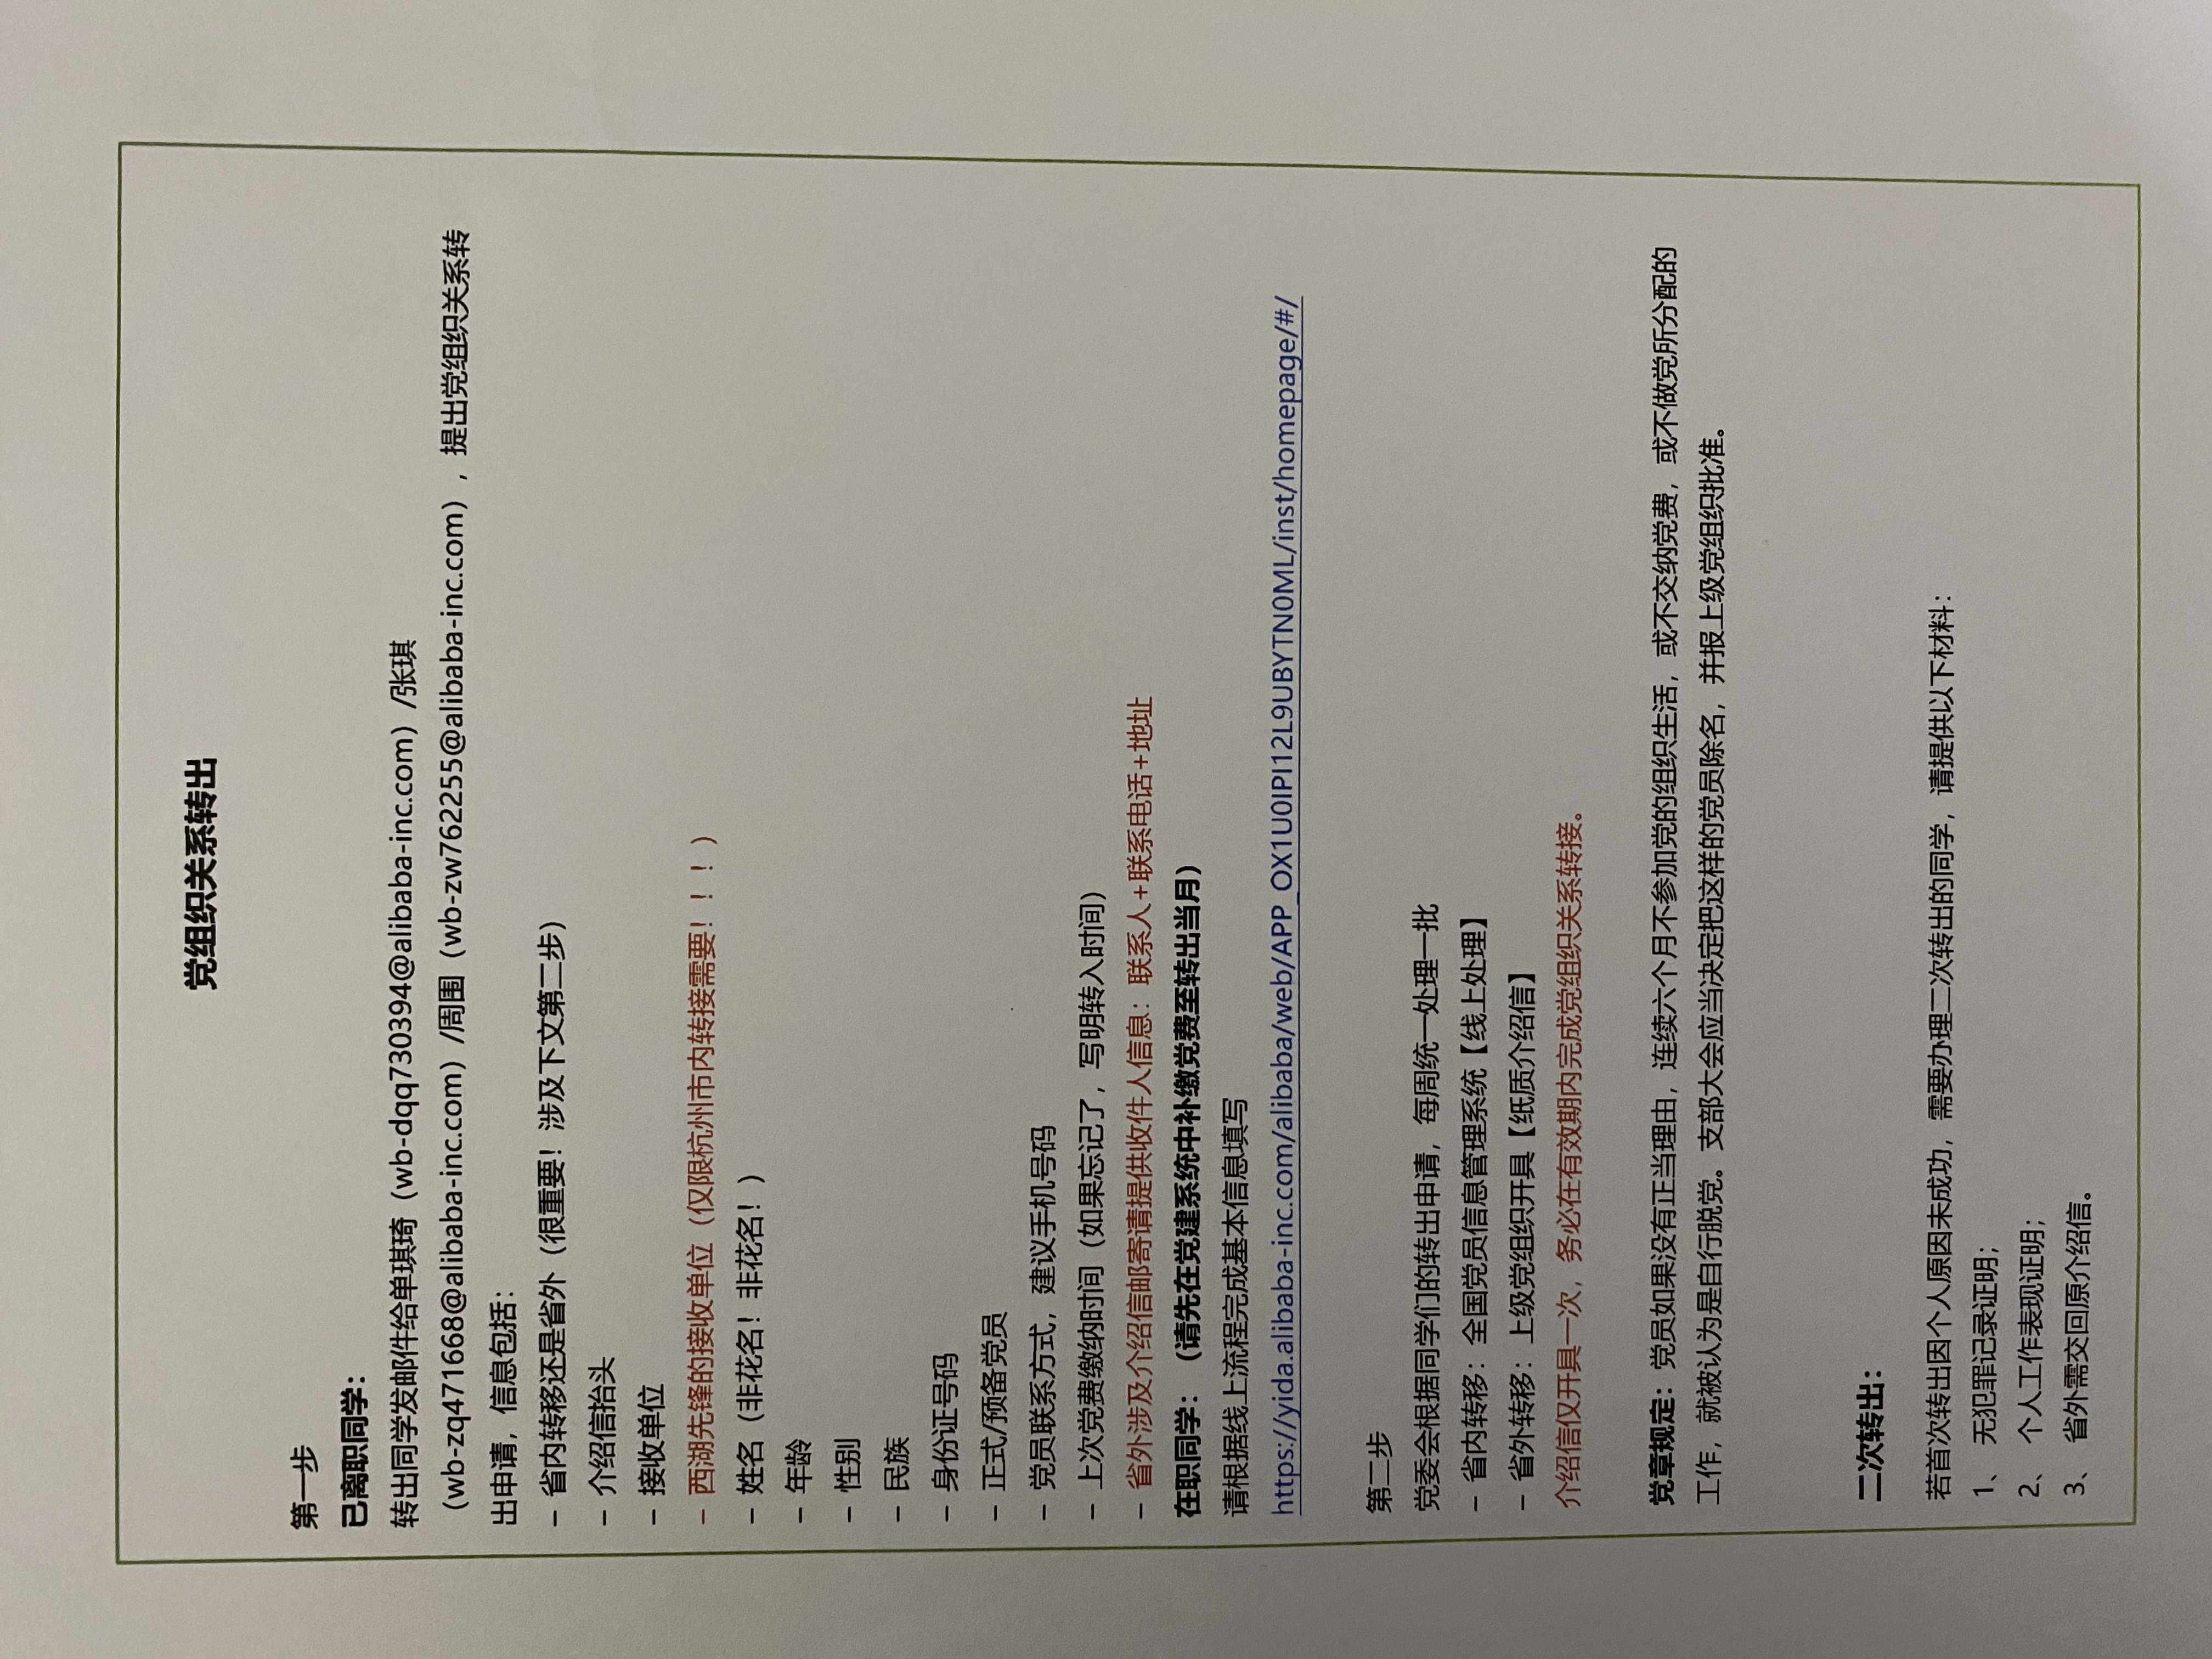 党组织关系转出
第一步
已离职同学：
转出同学发邮件给单琪琦（wb-dqq730394@alibaba-inc.com）/张琪
（wb-zq471668@alibaba-inc.com）/周围（wb-zw762255@alibaba-inc.com），提出党组织关系转
出申请，信息包括：
– 省内转移还是省外（很重要！涉及下文第二步）
– 介绍信抬头
– 接收单位
– 西湖先锋的接收单位（仅限杭州市内转接需要！！！）
– 姓名（非花名！非花名！）
– 年龄
– 性别
– 民族
– 身份证号码
– 正式/预备党员
– 党员联系方式，建议手机号码
– 上次党费缴纳时间（如果忘记了，写明转入时间）
– 省外涉及介绍信邮寄请提供收件人信息：联系人+联系电话+地址
在职同学：（请先在党建系统中补缴党费至转出当月）
请根据线上流程完成基本信息填写
https://yida.alibaba-inc.com/alibaba/web/APP_OX1U0IPI12L9UBYTN0ML/inst/homepage/#/
第二步
党委会根据同学们的转出申请，每周统一处理一批
– 省内转移：全国党员信息管理系统【线上处理】
– 省外转移：上级党组织开具【纸质介绍信】
介绍信仅开具一次，务必在有效期内完成党组织关系转接。
党章规定：党员如果没有正当理由，连续六个月不参加党的组织生活，或不交纳党费，或不做党所分配的
工作，就被认为是自行脱党。支部大会应当决定把这样的党员除名，并报上级党组织批准。
二次转出：
若首次转出因个人原因未成功，需要办理二次转出的同学，请提供以下材料：
1、 无犯罪记录证明；
2、 个人工作表现证明；
3、 省外需交回原介绍信。